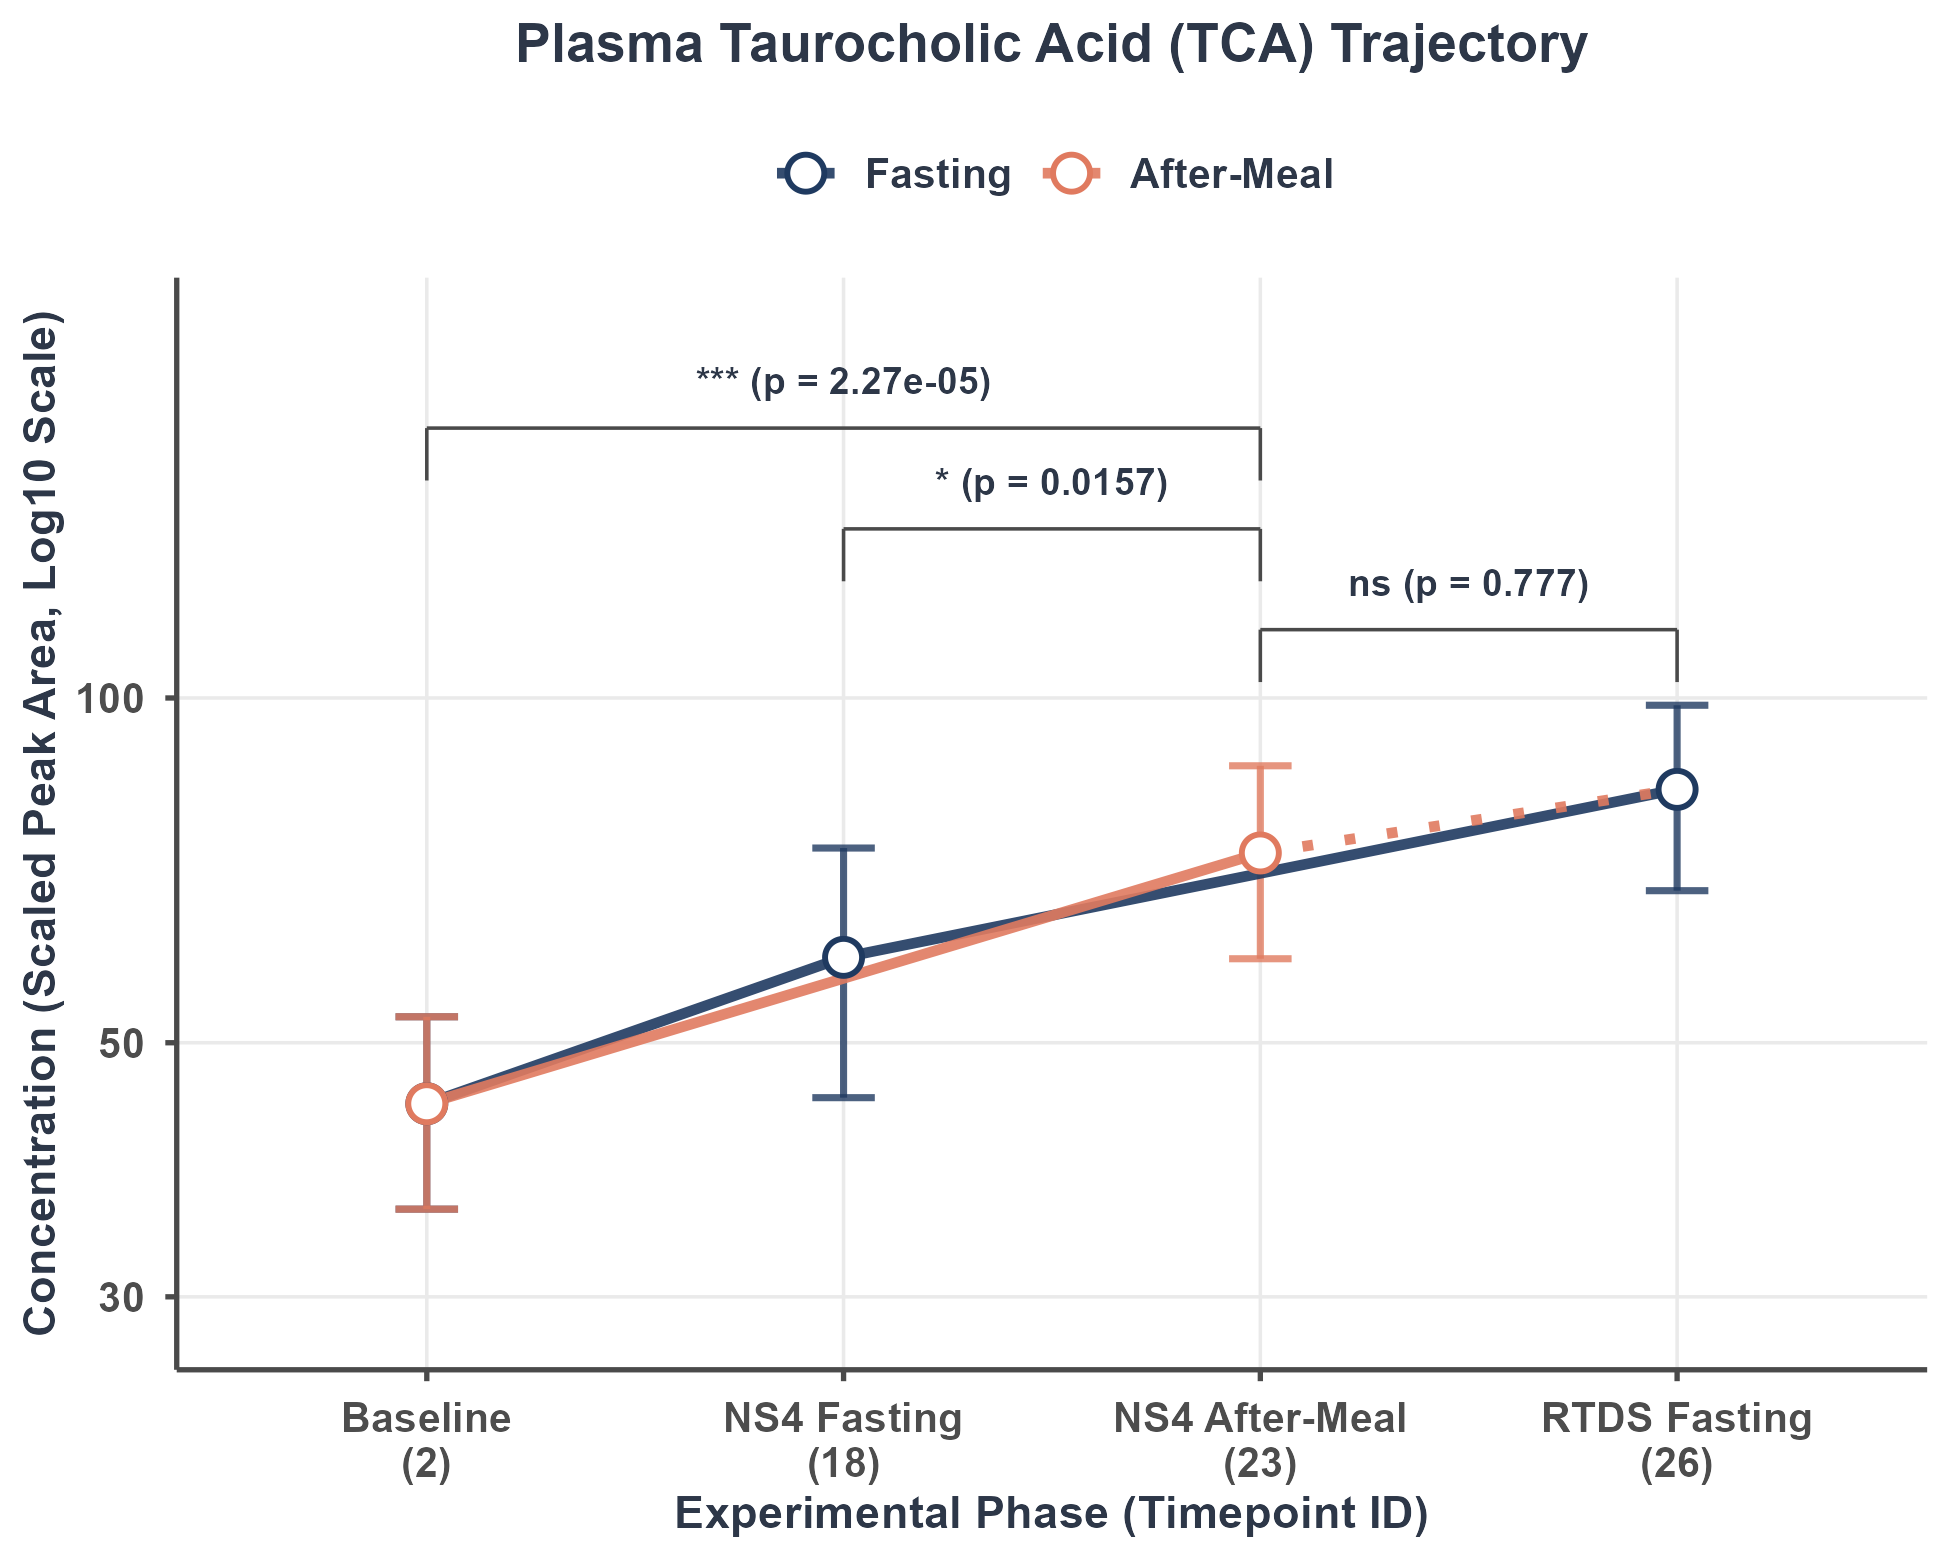 Plasma Taurocholic Acid (TCA) Trajectory
Fasting
After-Meal
Concentration (Scaled Peak Area, Log10 Scale)
*** (p = 2.27e-05)
* (p = 0.0157)
ns (p = 0.777)
100
50
30
Baseline
(2)
NS4 Fasting
(18)
NS4 After-Meal
(23)
RTDS Fasting
(26)
Experimental Phase (Timepoint ID)